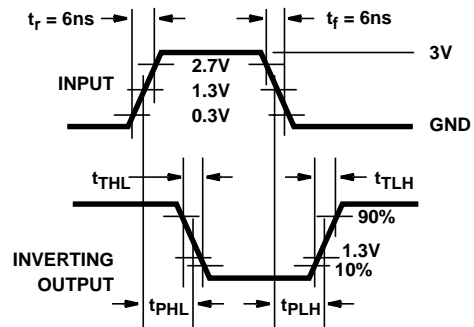 tr = 6ns
tf = 6ns
3V
2.7V
INPUT
1.3V
0.3V
GND
tTHL
tTLH
90%
INVERTING
OUTPUT
1.3V
10%
tPHL
tPLH